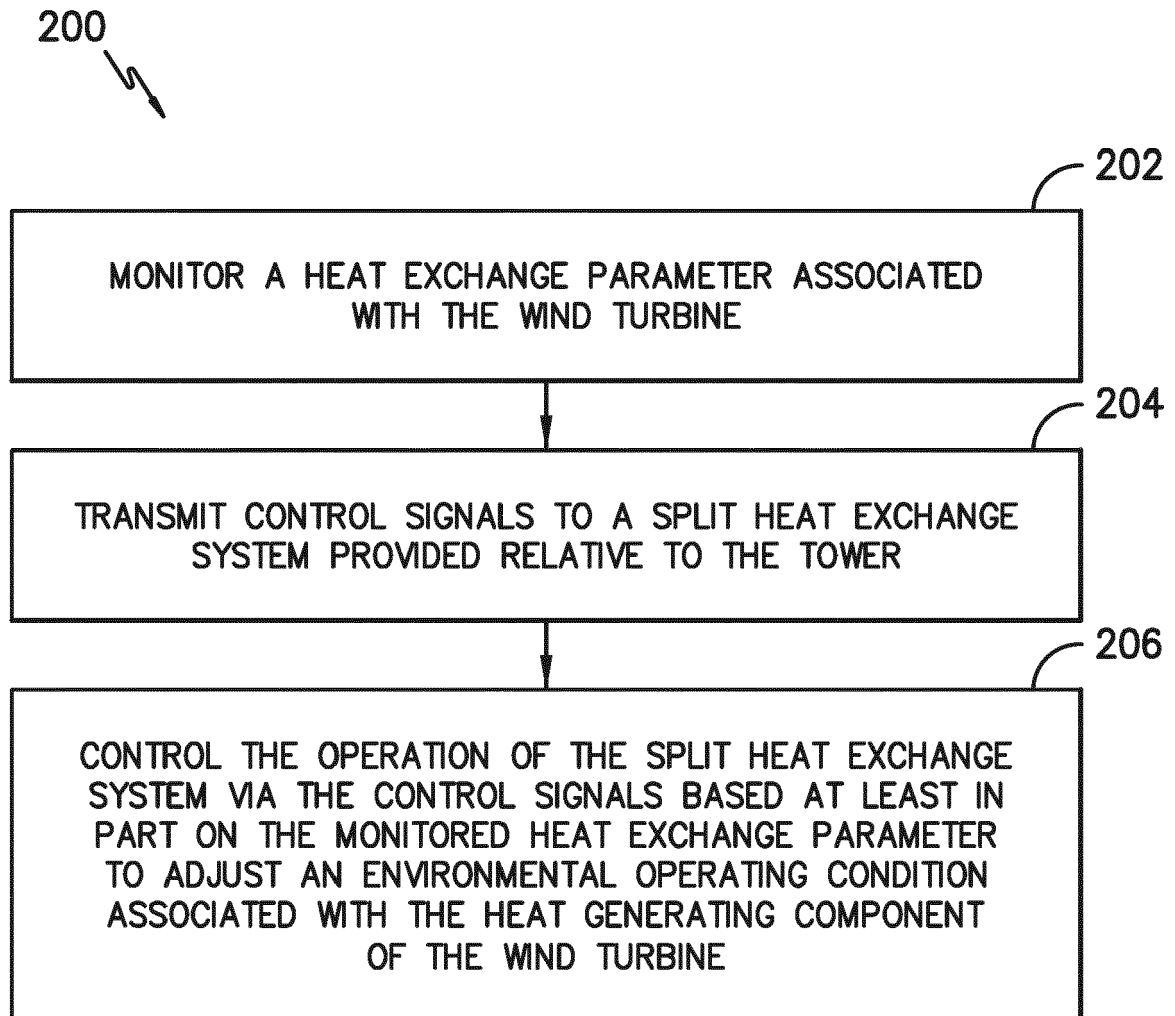 200
202
MONITOR A HEAT EXCHANGE PARAMETER ASSOCIATED
WITH THE WIND TURBINE
204
TRANSMIT CONTROL SIGNALS TO A SPLIT HEAT EXCHANGE
SYSTEM PROVIDED RELATIVE TO THE TOWER
206
CONTROL THE OPERATION OF THE SPLIT HEAT EXCHANGE
SYSTEM VIA THE CONTROL SIGNALS BASED AT LEAST IN
PART ON THE MONITORED HEAT EXCHANGE PARAMETER
TO ADJUST AN ENVIRONMENTAL OPERATING CONDITION
ASSOCIATED WITH THE HEAT GENERATING COMPONENT
OF THE WIND TURBINE